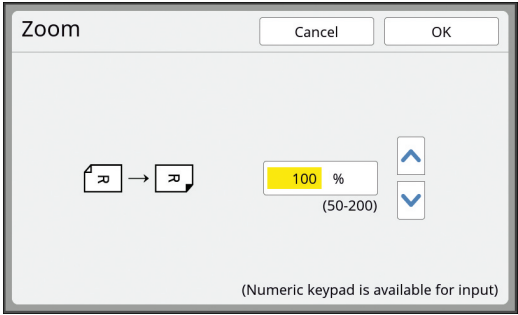 Zoom
Cancel
OK
R → R
100 %
(50-200)
(Numeric keypad is available for input)